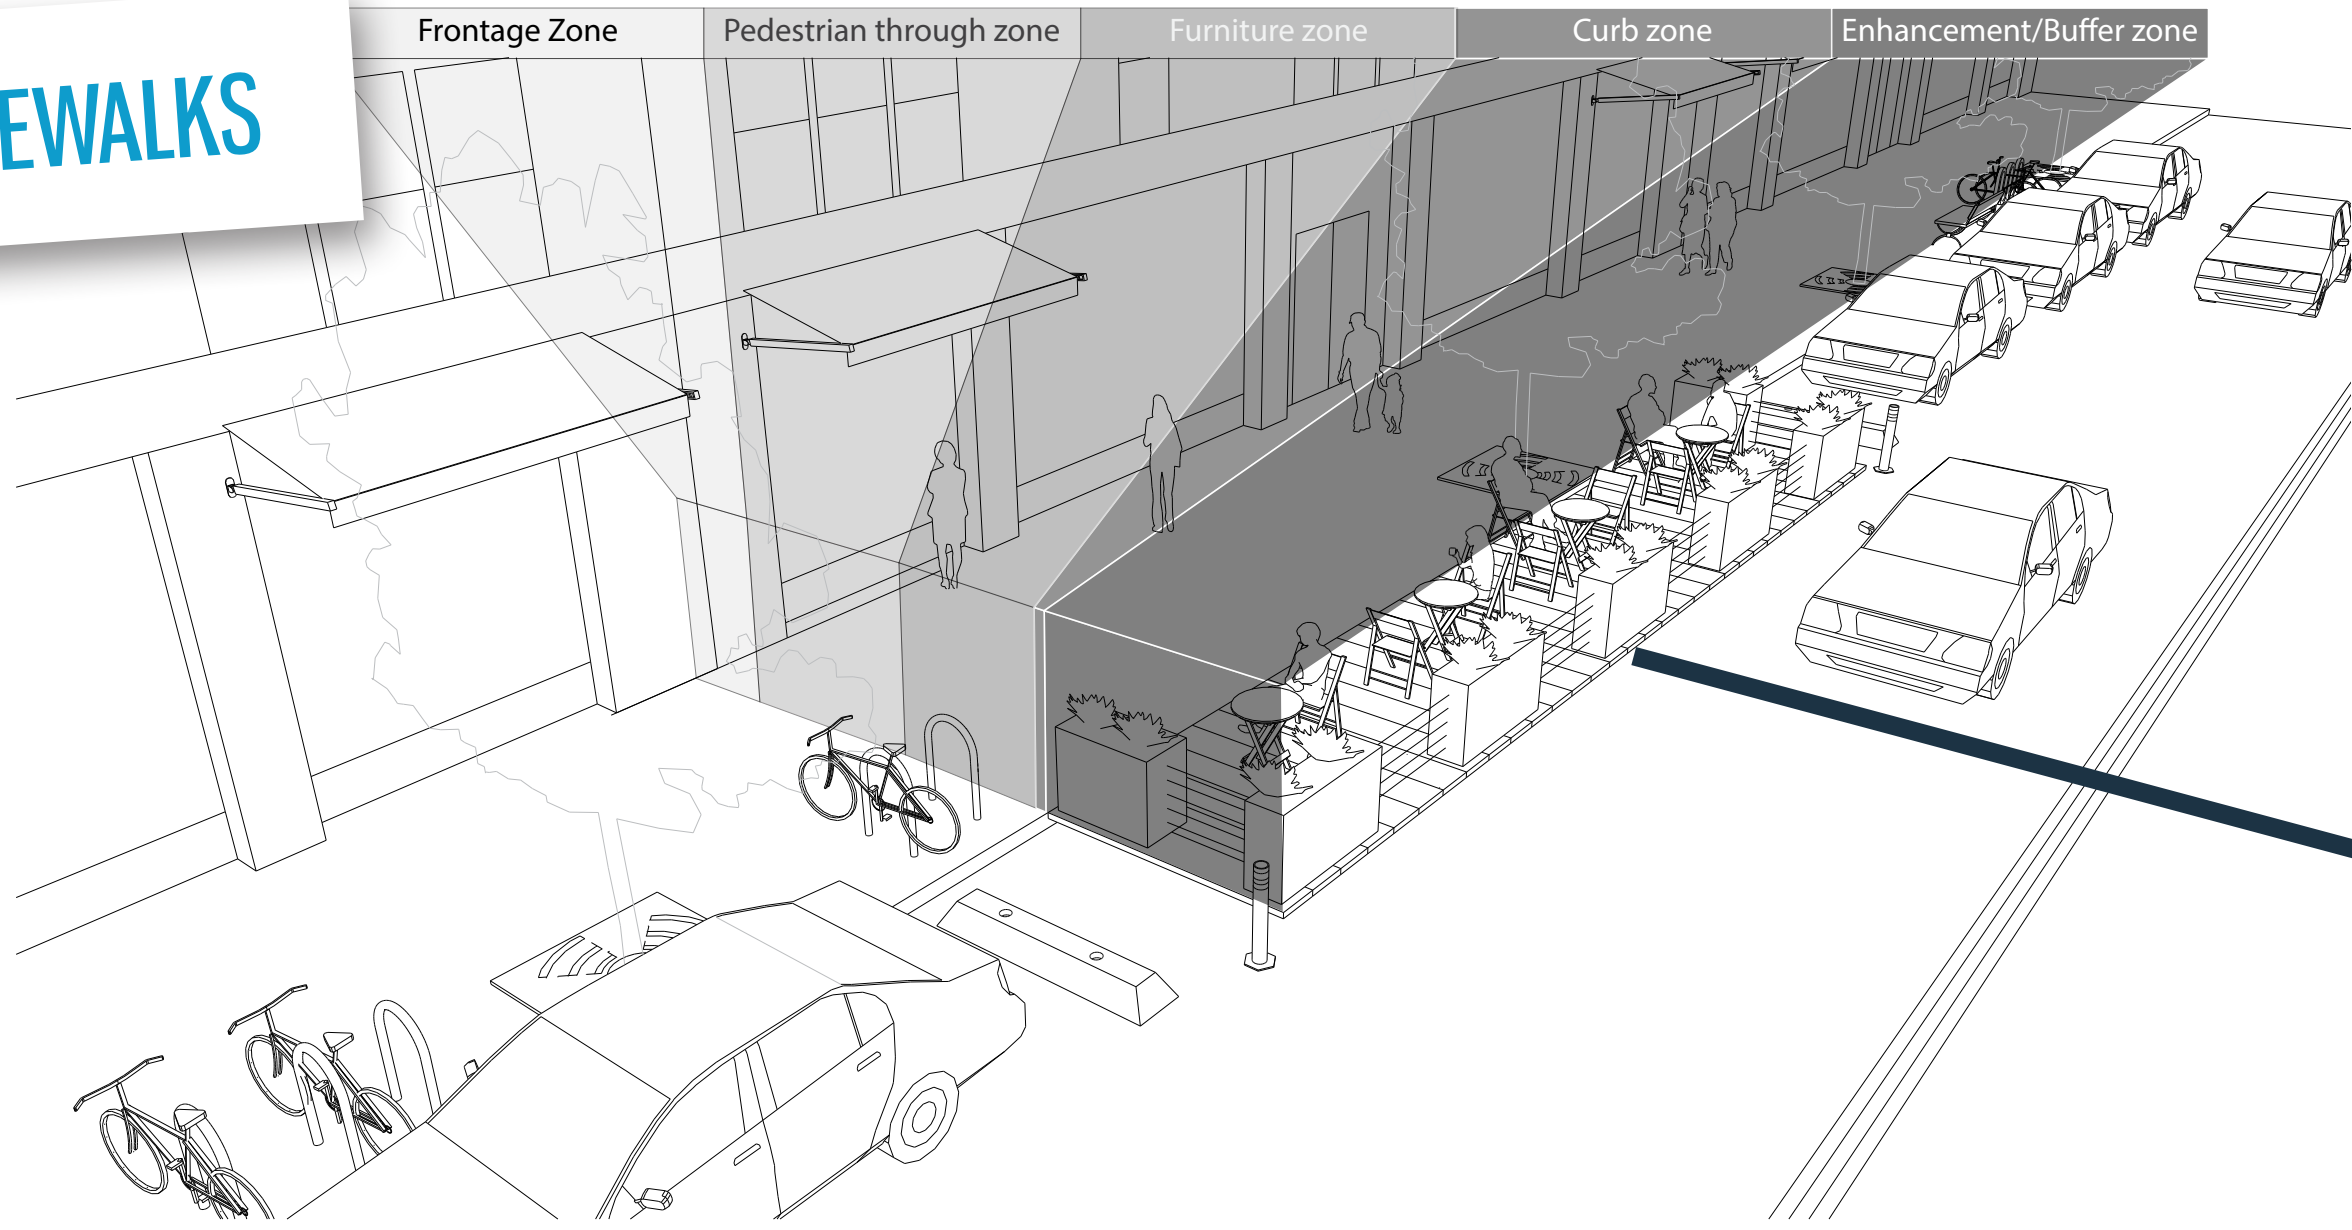 EWALKS
Frontage Zone
Pedestrian through zone
Furniture zone
Curb zone
Enhancement/Buffer zone